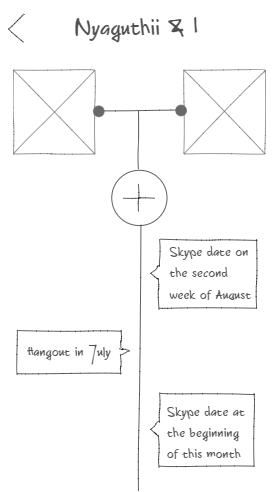 Nyaguthii & I
Skype date on
the second
week of August
Hangout in July
Skype date at
the beginning
of this month